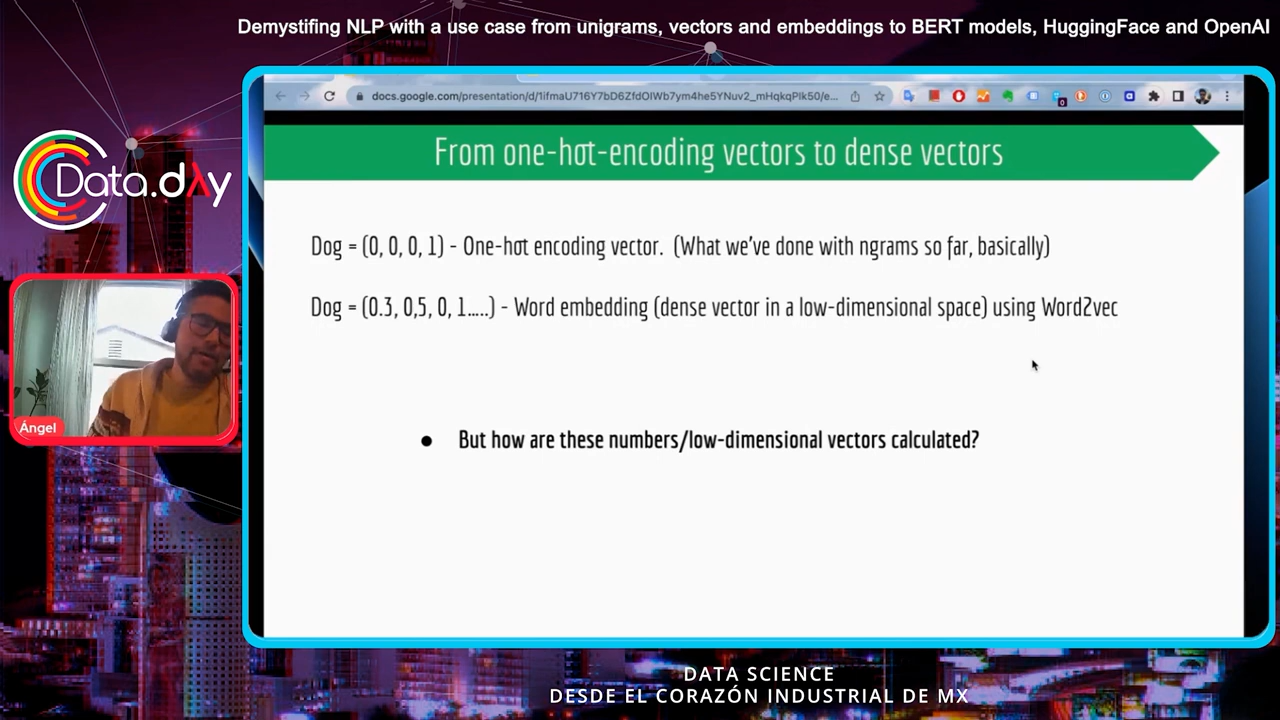 Demystifing NLP with a use case from unigrams, vectors and embeddings to BERT models, HuggingFace and OpenAI
docs.google.com/presentation/d/1ifmaU716Y7bD6ZfdOIWb7ym4he5YNuv2_mHqkqPlk50/e...
0
Data.day
From one-hot-encoding vectors to dense vectors
Dog = (0, 0, 0, 1) - One-hot encoding vector. (What we've done with ngrams so far, basically)
Dog = (0.3, 0,5, 0, 1.....) - Word embedding (dense vector in a low-dimensional space) using Word2vec
Ángel
● But how are these numbers/low-dimensional vectors calculated?
DATA SCIENCE
DESDE EL CORAZÓN INDUSTRIAL DE MX